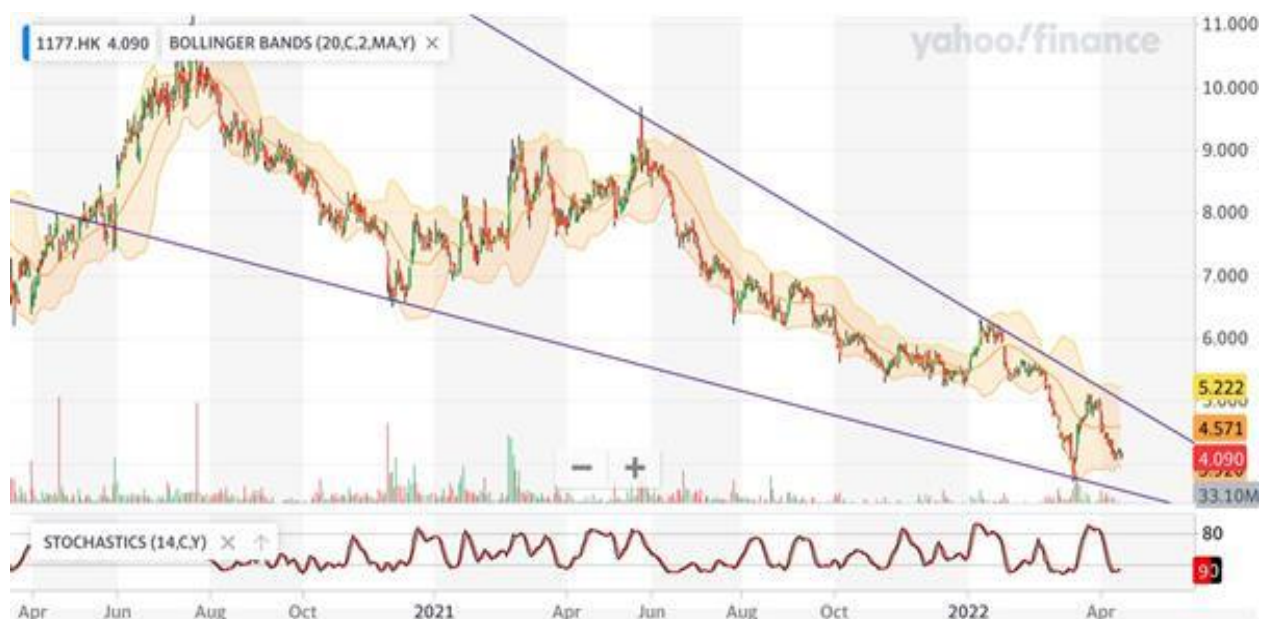 1177.HK 4.090 BOLLINGER BANDS (20,C,2,MA,Y) ×
yahoo!finance
11.000
10.000
9.000
8.000
7.000
6.000
5.222
5.000
4.571
4.090
33.10M
STOCHASTICS (14,C,Y) × ↑
80
Apr Jun Aug Oct 2021 Apr Jun Aug Oct 2022 Apr